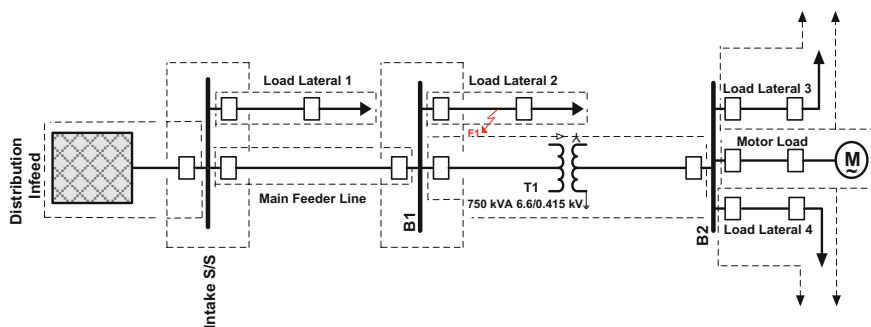 Distribution
Infeed
Intake S/S
Load Lateral 1
Main Feeder Line
B1
Load Lateral 2
F1
T1
750 kVA 6.6/0.415 kV
B2
Load Lateral 3
Motor Load
M
~
Load Lateral 4